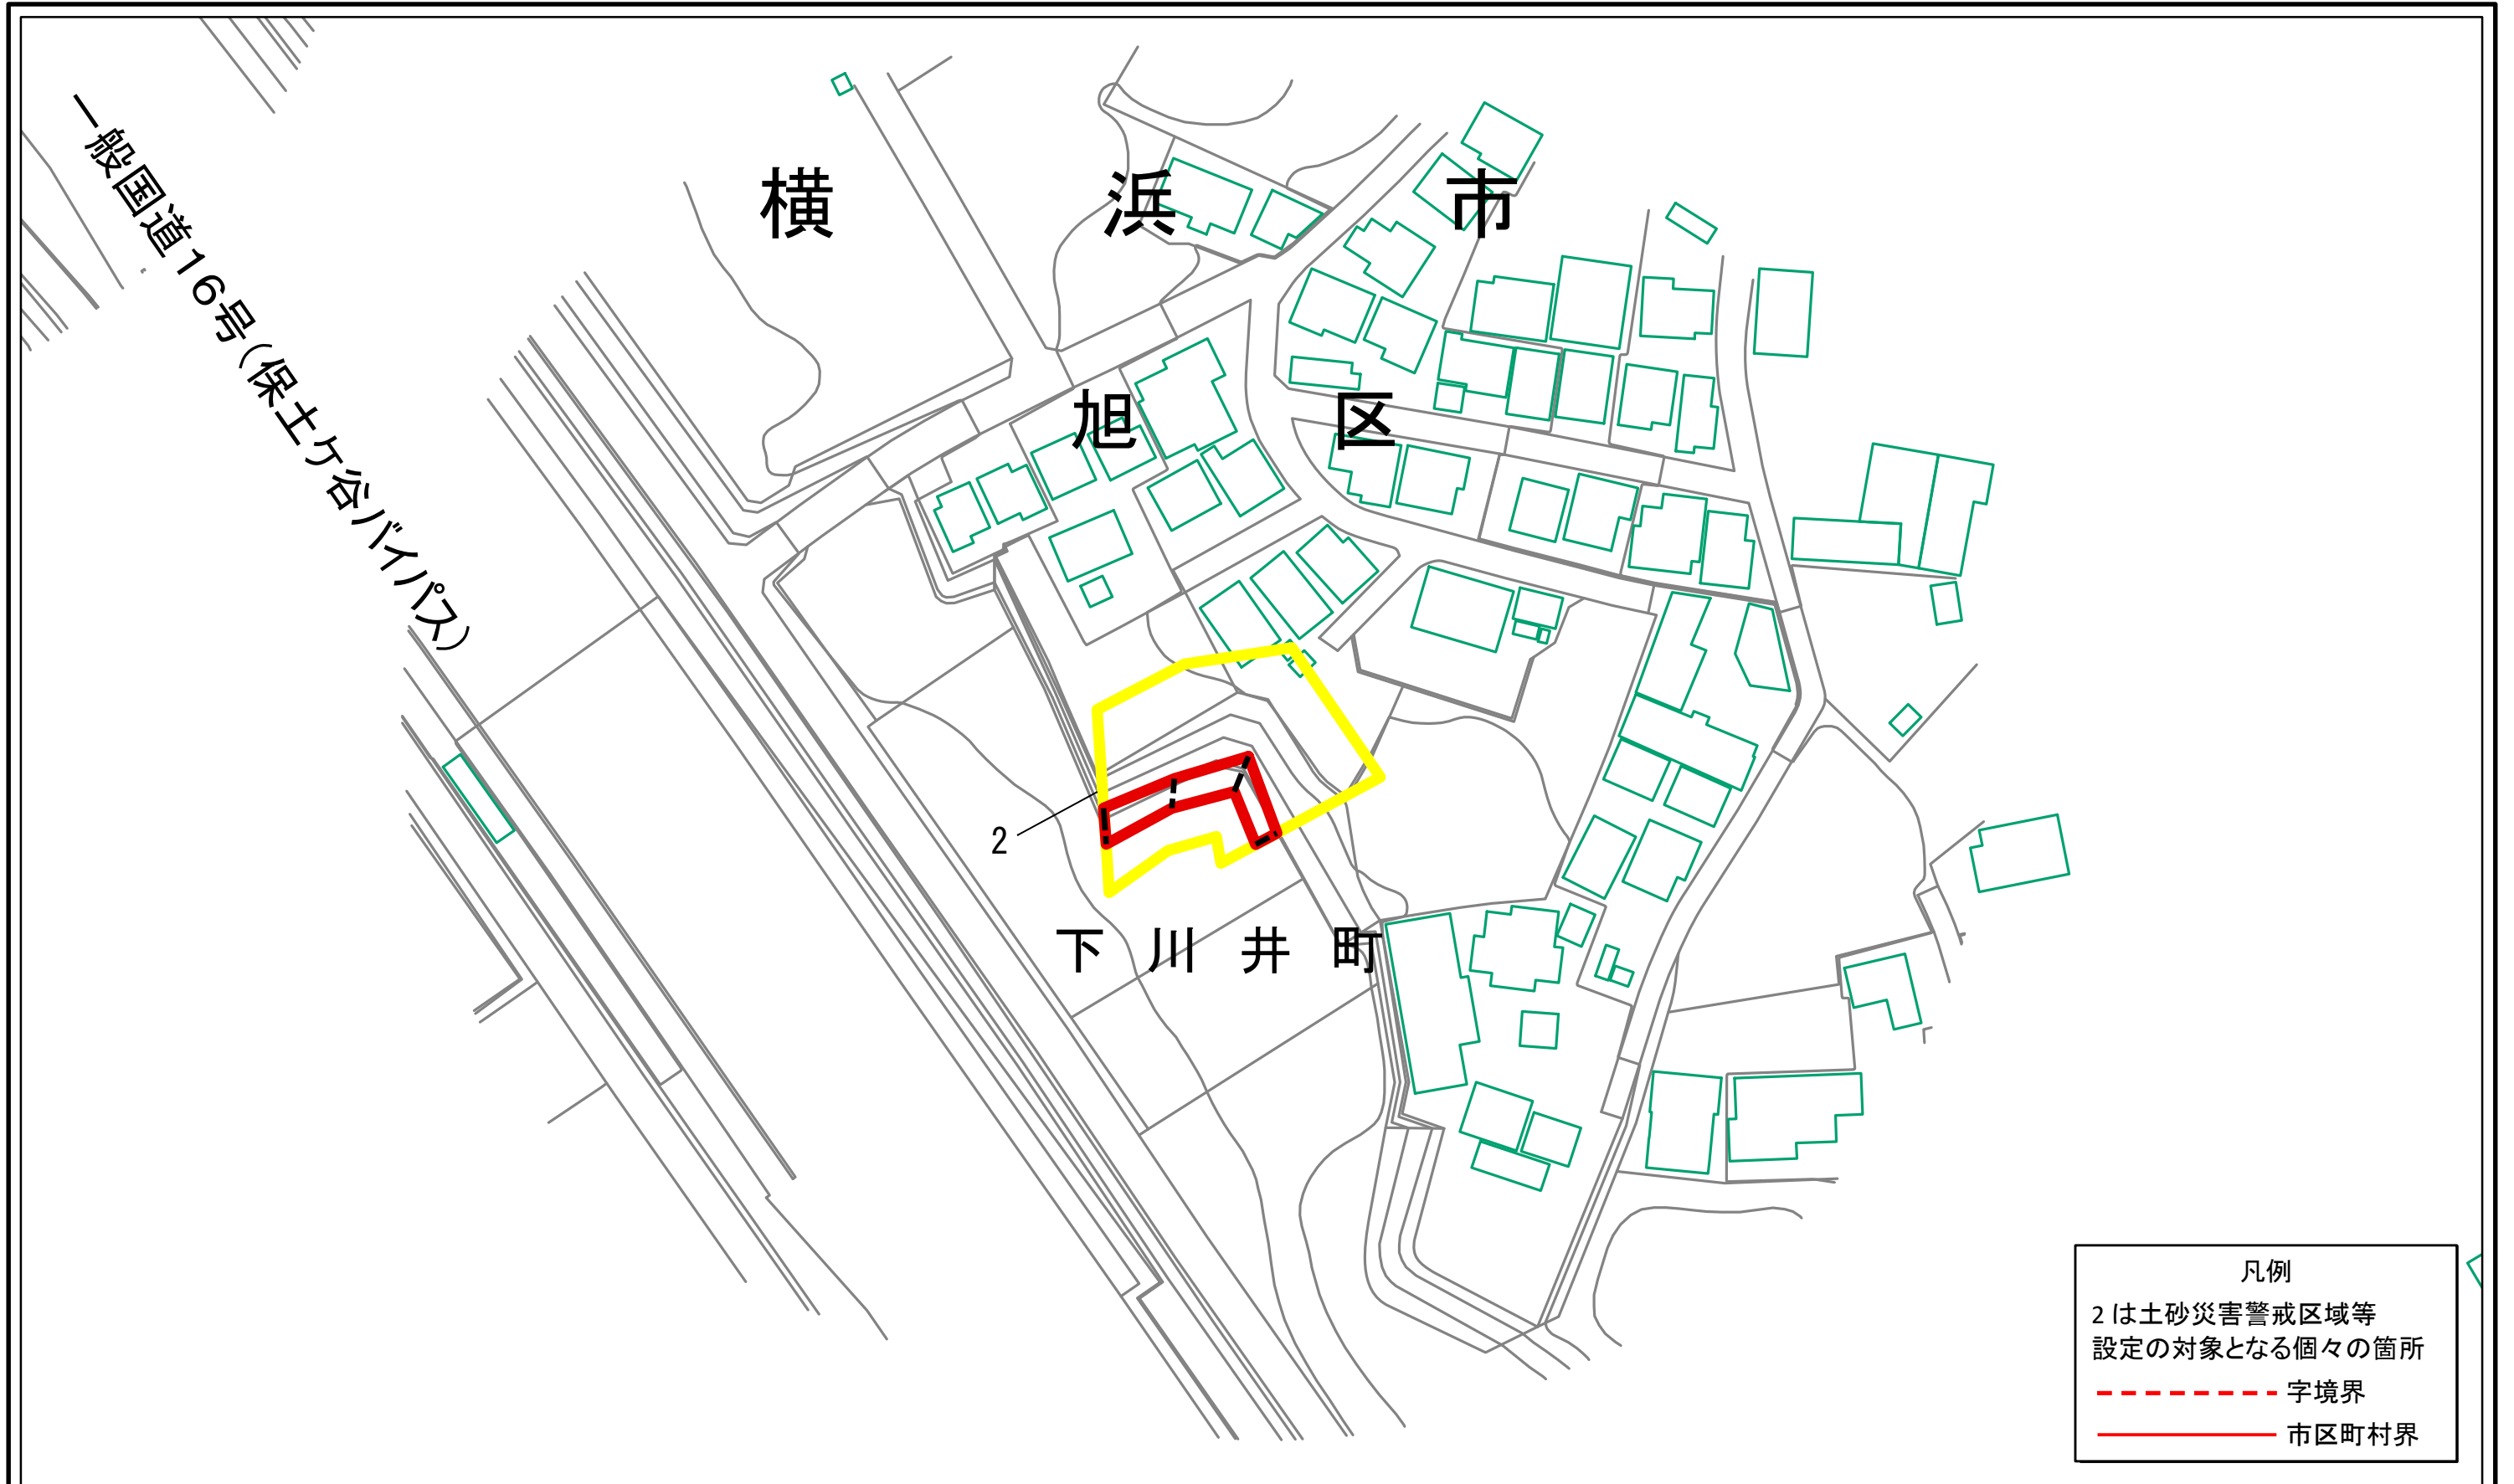 横浜市
旭区
一般国道16号(保土ケ谷バイパス)
2
下川井町
凡例
2は土砂災害警戒区域等
設定の対象となる個々の箇所
字境界
市区町村界